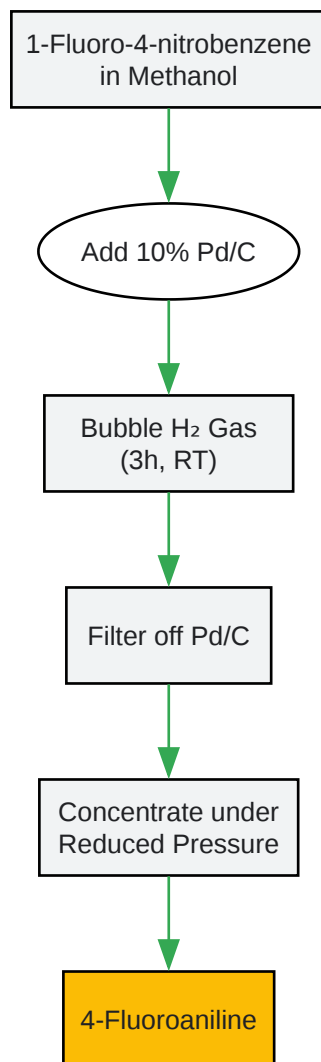 1-Fluoro-4-nitrobenzene
in Methanol
Add 10% Pd/C
Bubble H₂ Gas
(3h, RT)
Filter off Pd/C
Concentrate under
Reduced Pressure
4-Fluoroaniline